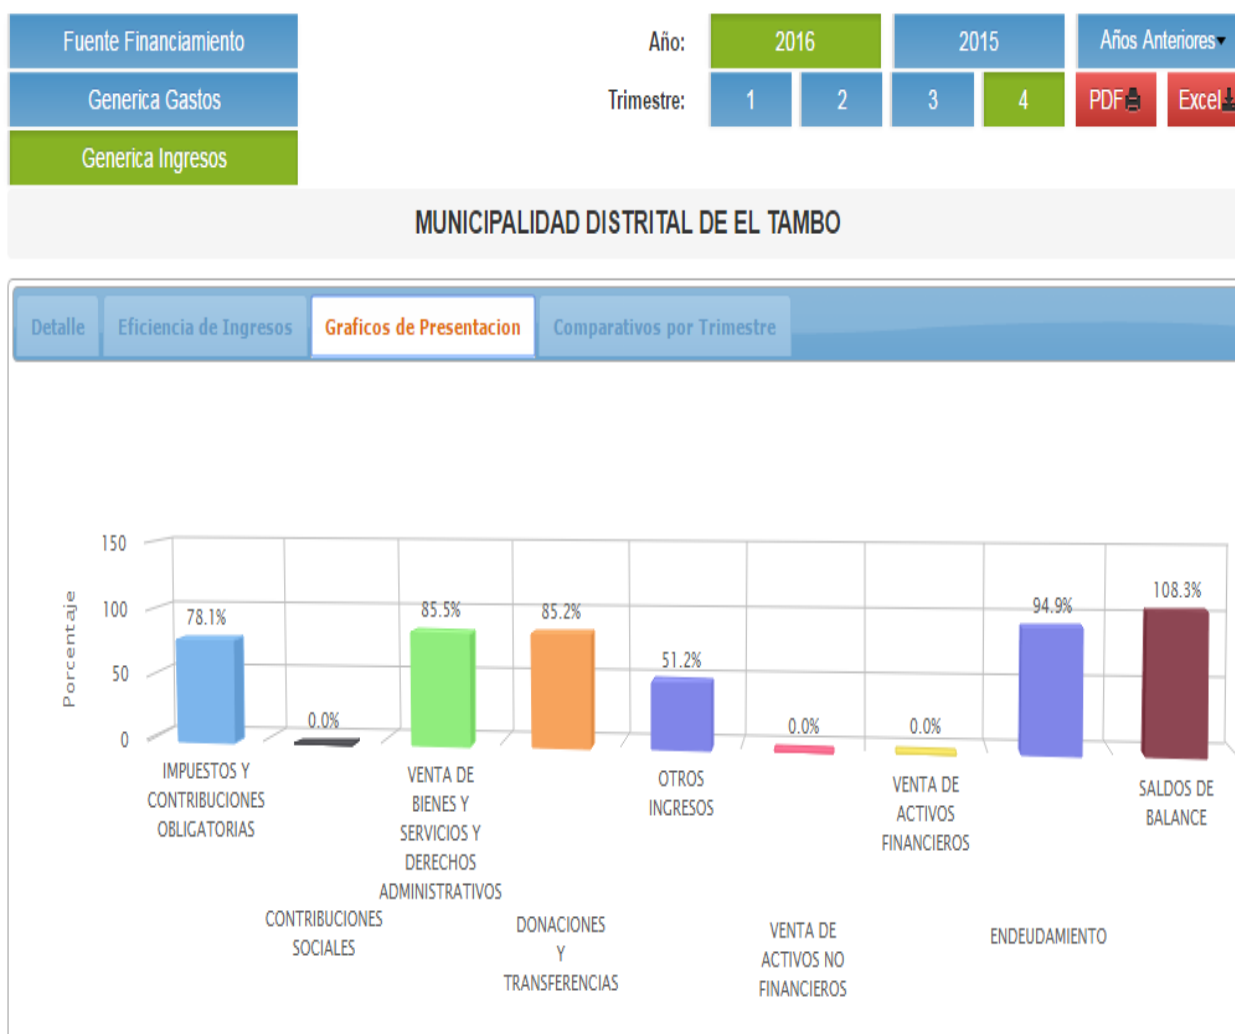 Fuente Financiamiento
Año:
2016
2015
Años Anteriores
Generica Gastos
Trimestre:
1
2
3
4
PDF
Excel
Generica Ingresos
MUNICIPALIDAD DISTRITAL DE EL TAMBO
Detalle
Eficiencia de Ingresos
Graficos de Presentacion
Comparativos por Trimestre
Porcentaje
150
100
50
0
78.1%
0.0%
85.5%
85.2%
51.2%
0.0%
0.0%
94.9%
108.3%
IMPUESTOS Y
CONTRIBUCIONES
OBLIGATORIAS
CONTRIBUCIONES
SOCIALES
VENTA DE
BIENES Y
SERVICIOS Y
DERECHOS
ADMINISTRATIVOS
DONACIONES
Y
TRANSFERENCIAS
OTROS
INGRESOS
VENTA DE
ACTIVOS NO
FINANCIEROS
VENTA DE
ACTIVOS
FINANCIEROS
ENDEUDAMIENTO
SALDOS DE
BALANCE